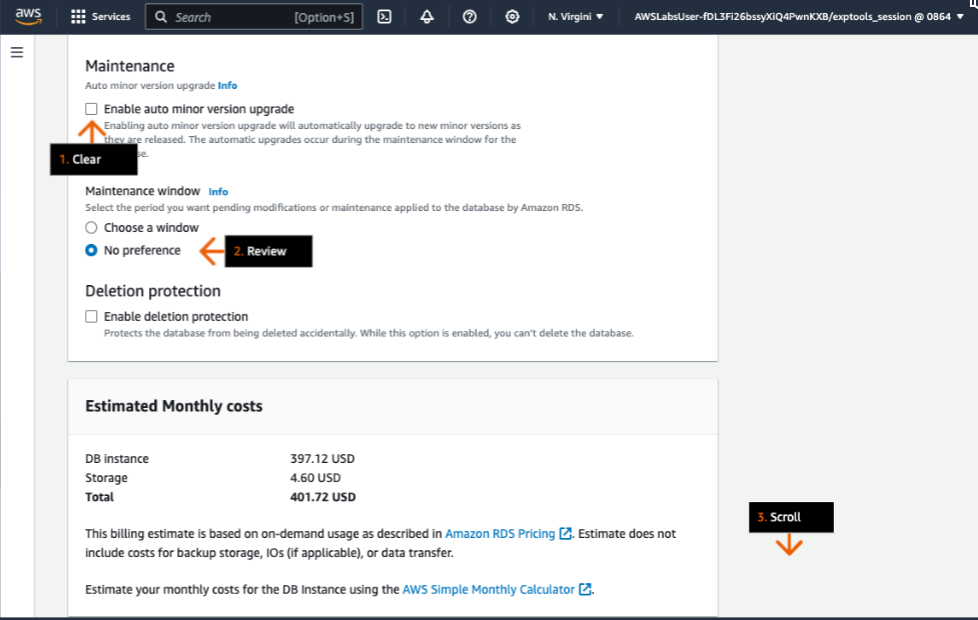 aws
Services
Search [Option+S]
N. Virgini
AWSLabsUser-fDL3Fi26bssyXiQ4PwnKXB/exptools_session @ 0864
Maintenance
Auto minor version upgrade Info
Enable auto minor version upgrade
Enabling auto minor version upgrade will automatically upgrade to new minor versions as
they are released. The automatic upgrades occur during the maintenance window for the
se.
1. Clear
Maintenance window Info
Select the period you want pending modifications or maintenance applied to the database by Amazon RDS.
Choose a window
No preference
2. Review
Deletion protection
Enable deletion protection
Protects the database from being deleted accidentally. While this option is enabled, you can't delete the database.
Estimated Monthly costs
DB instance 397.12 USD
Storage 4.60 USD
Total 401.72 USD
This billing estimate is based on on-demand usage as described in Amazon RDS Pricing. Estimate does not
include costs for backup storage, IOs (if applicable), or data transfer.
Estimate your monthly costs for the DB Instance using the AWS Simple Monthly Calculator.
3. Scroll